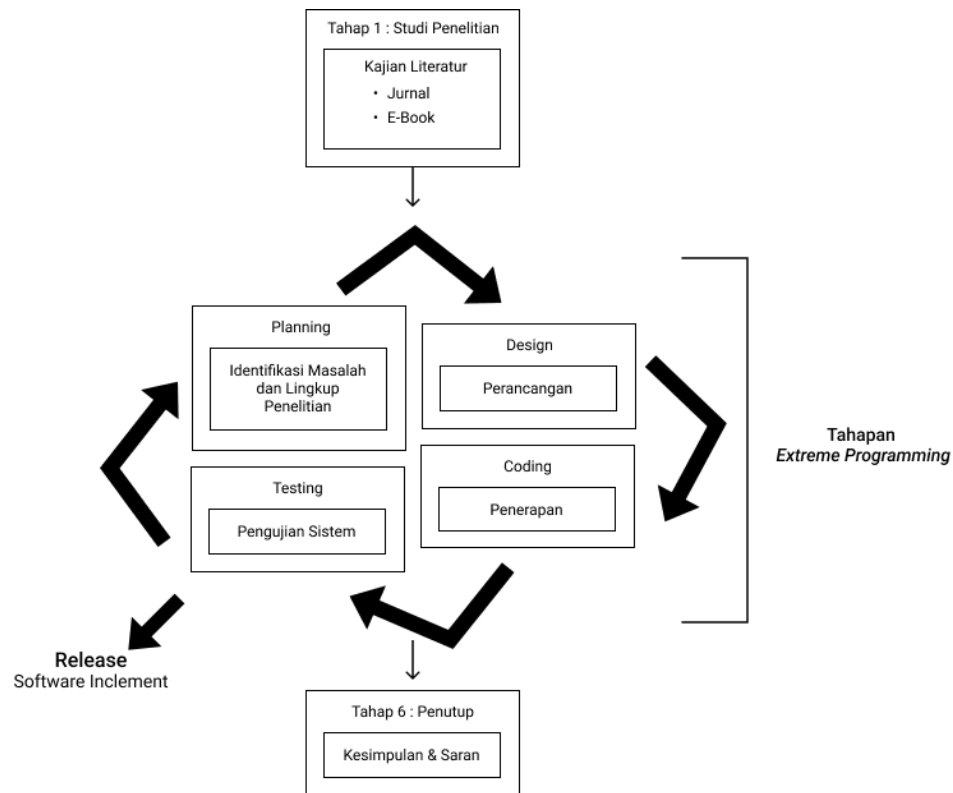 Tahap 1 : Studi Penelitian
Kajian Literatur
• Jurnal
• E-Book
Planning
Identifikasi Masalah
dan Lingkup
Penelitian
Design
Perancangan
Testing
Pengujian Sistem
Coding
Penerapan
Tahapan
Extreme Programming
Release
Software Inclement
Tahap 6 : Penutup
Kesimpulan & Saran